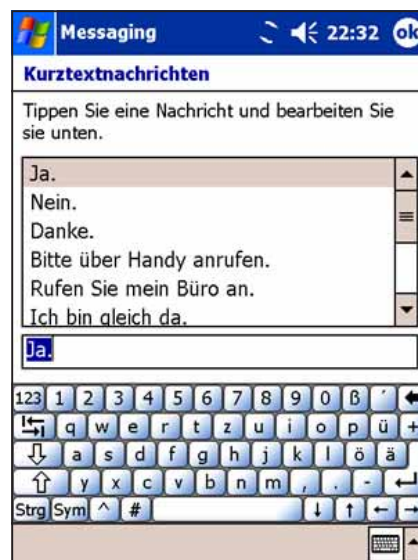 Messaging 22:32 ok
Kurztextnachrichten
Tippen Sie eine Nachricht und bearbeiten Sie
sie unten.
Ja.
Nein.
Danke.
Bitte über Handy anrufen.
Rufen Sie mein Büro an.
Ich bin gleich da.
Ja.
123 1 2 3 4 5 6 7 8 9 0 ß ´
q w e r t z u i o p ü +
a s d f g h j k l ö ä
y x c v b n m , . -
Strg Sym ^ #